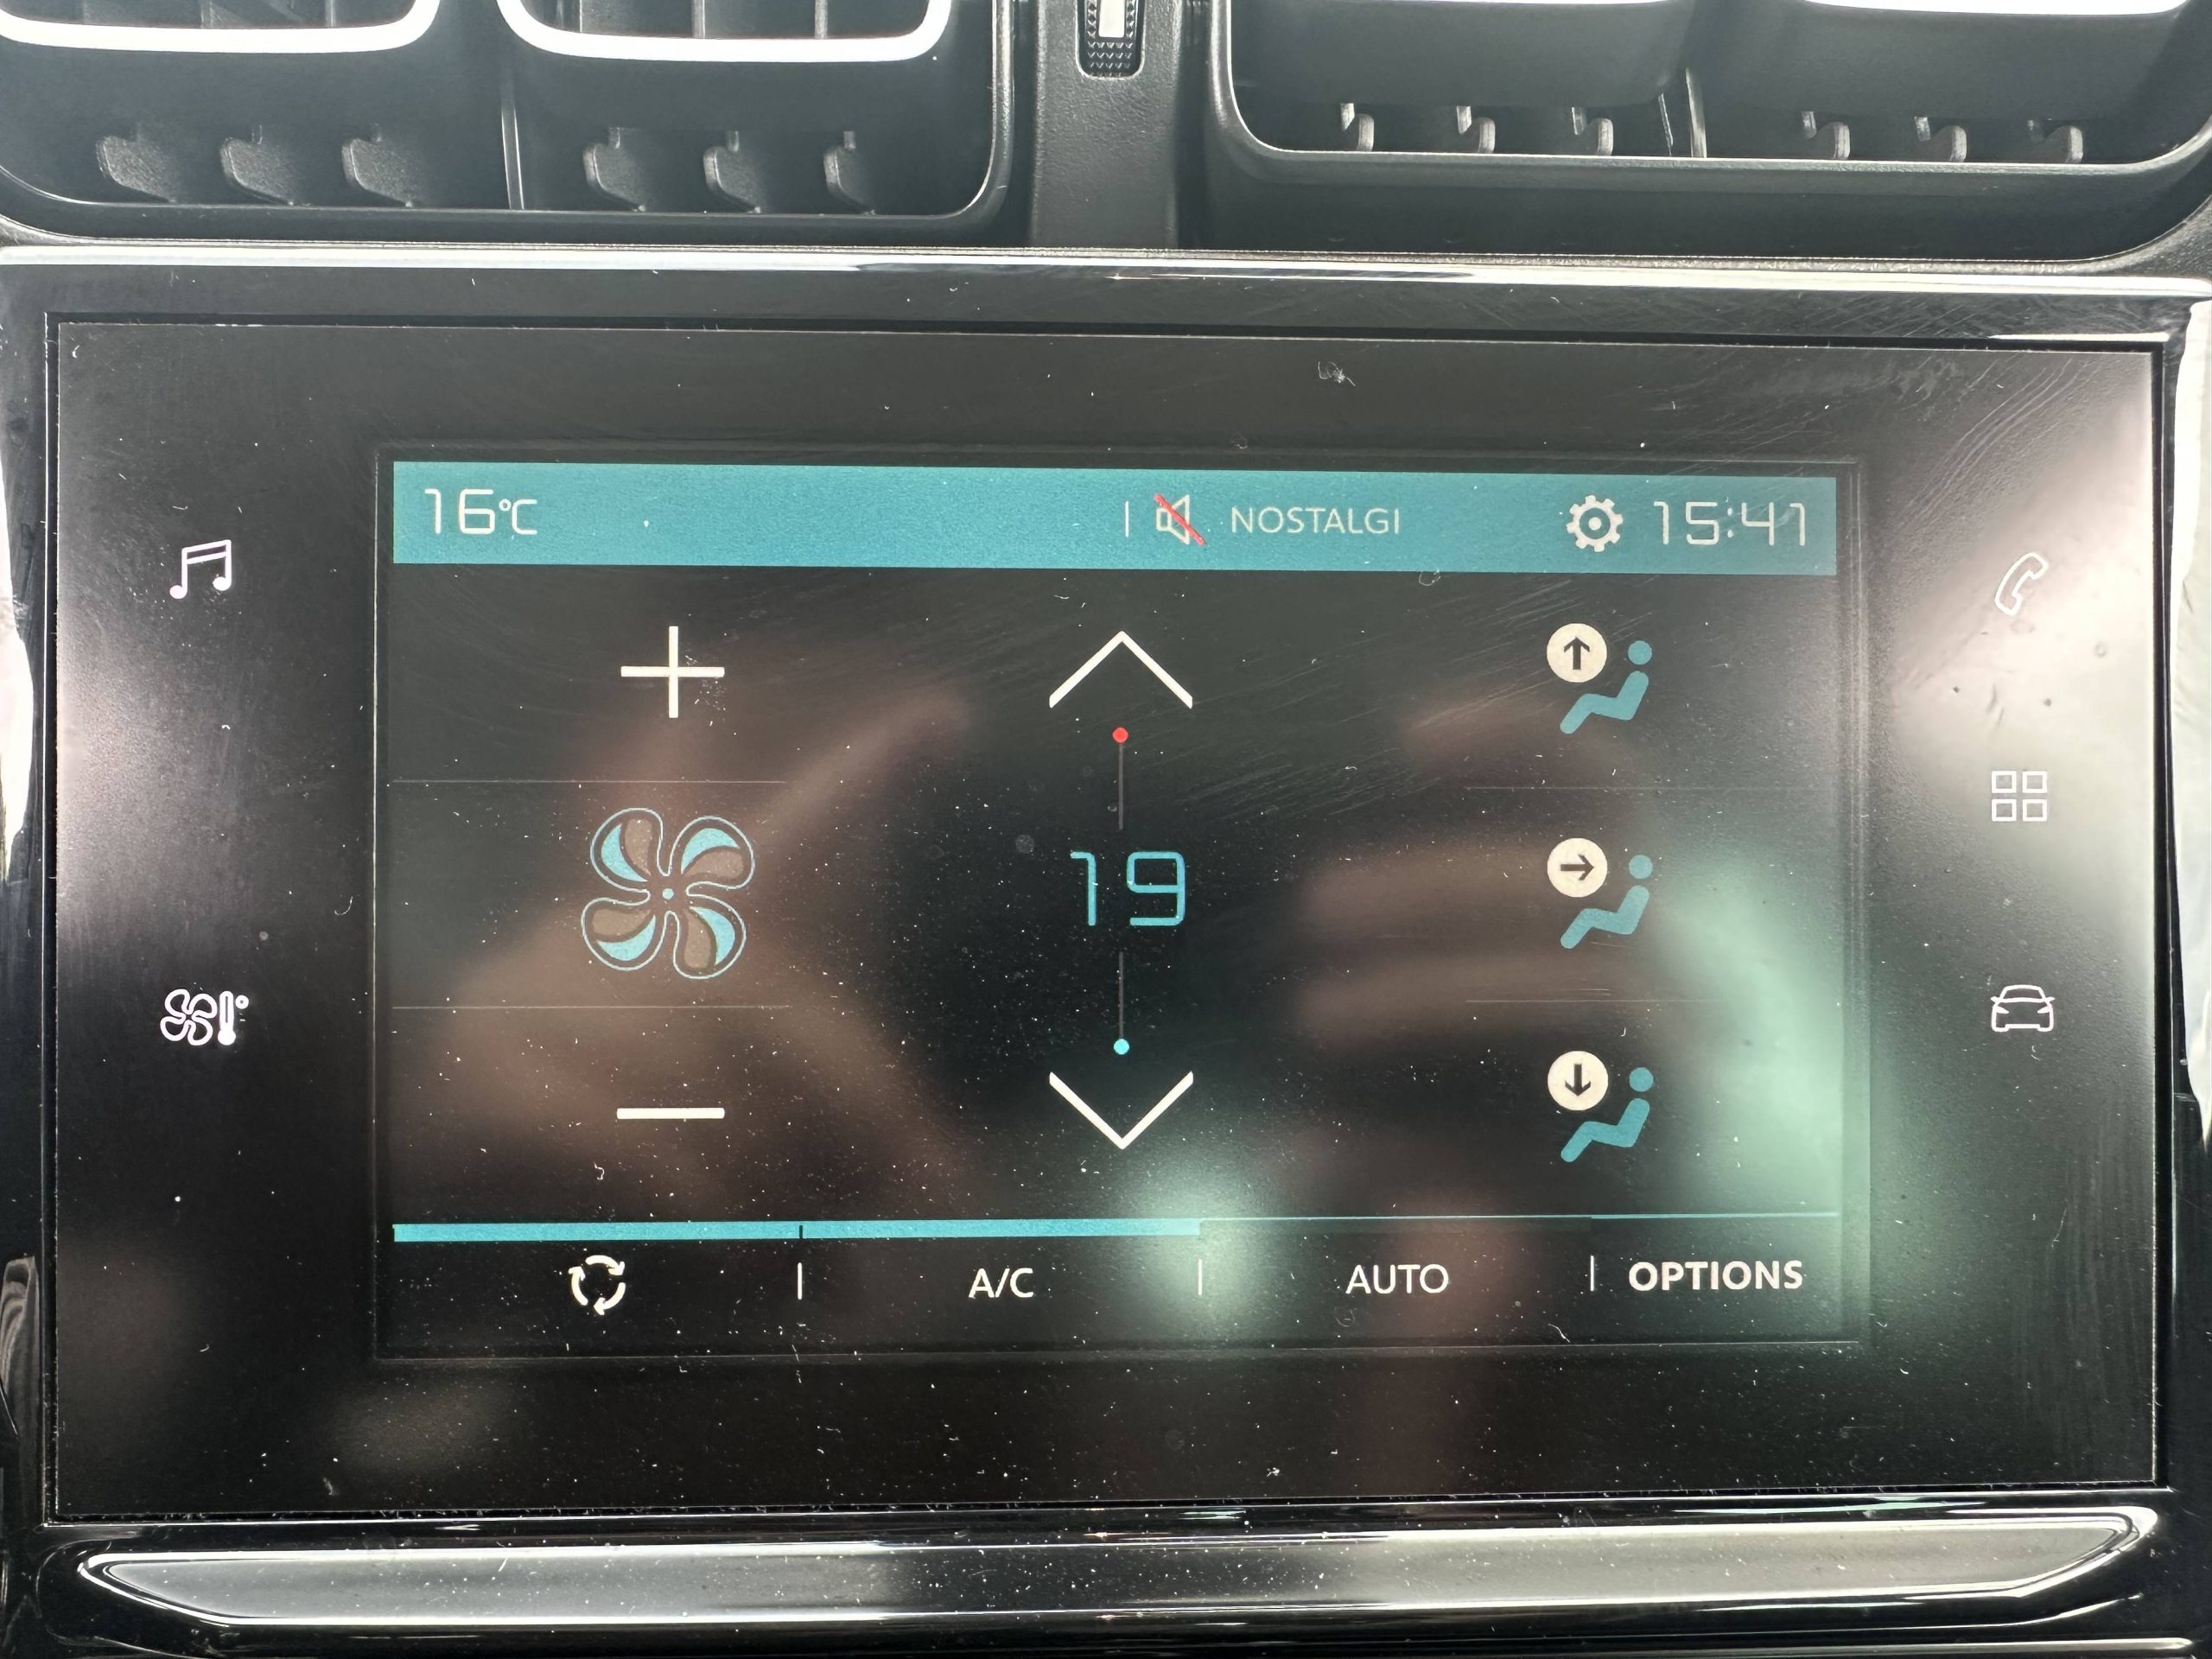 16°C NOSTALGI 15:41
19
A/C AUTO OPTIONS